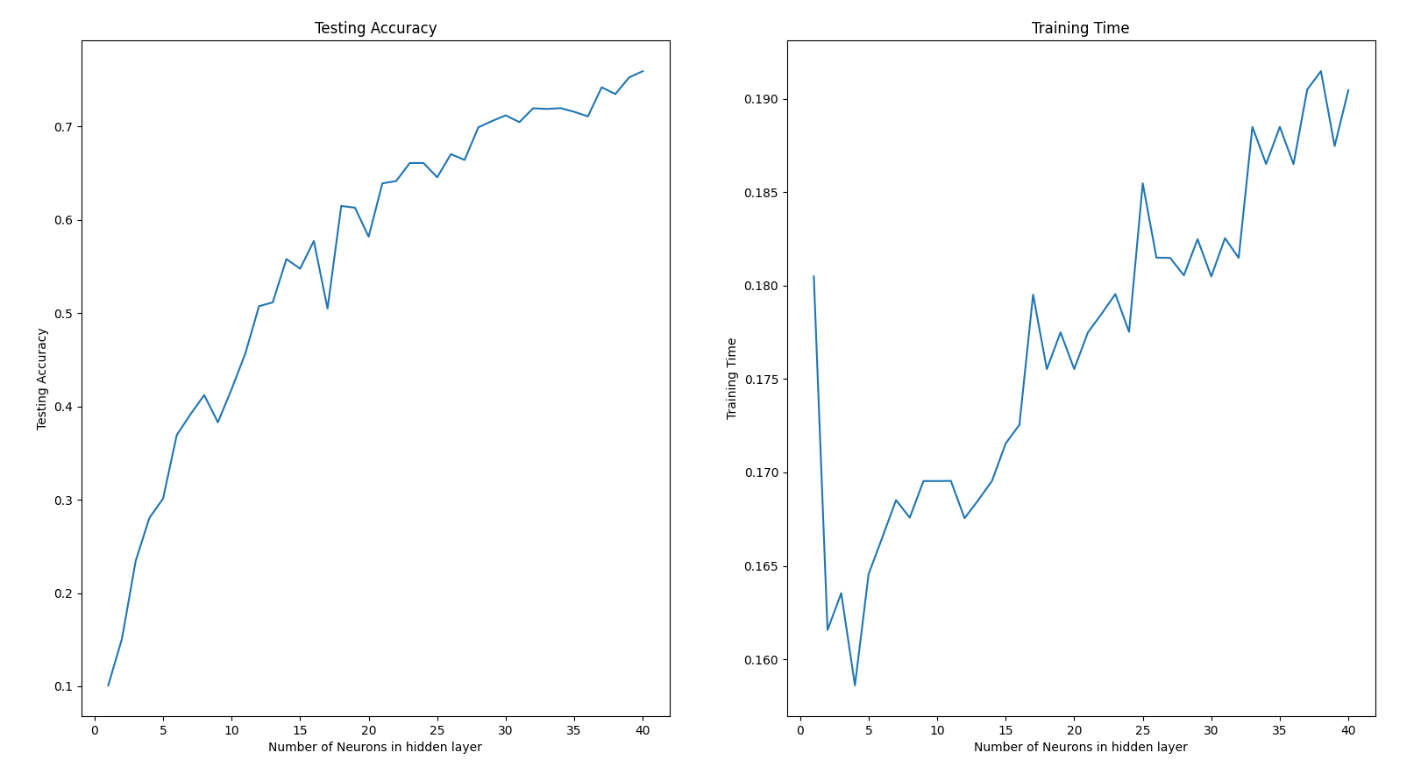 Testing Accuracy
Testing Accuracy
0.7
0.6
0.5
0.4
0.3
0.2
0.1
0 5 10 15 20 25 30 35 40
Number of Neurons in hidden layer
Training Time
Training Time
0.190
0.185
0.180
0.175
0.170
0.165
0.160
0 5 10 15 20 25 30 35 40
Number of Neurons in hidden layer